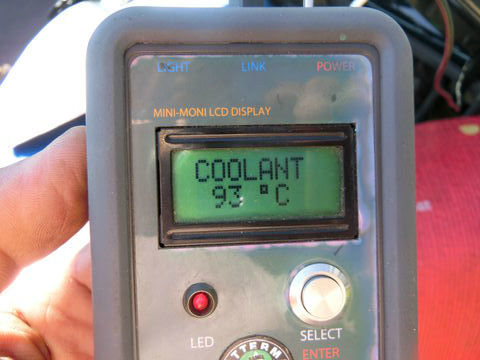 LIGHT LINK POWER
MINI-MONI LCD DISPLAY
COOLANT
93 °C
LED SELECT
ENTER